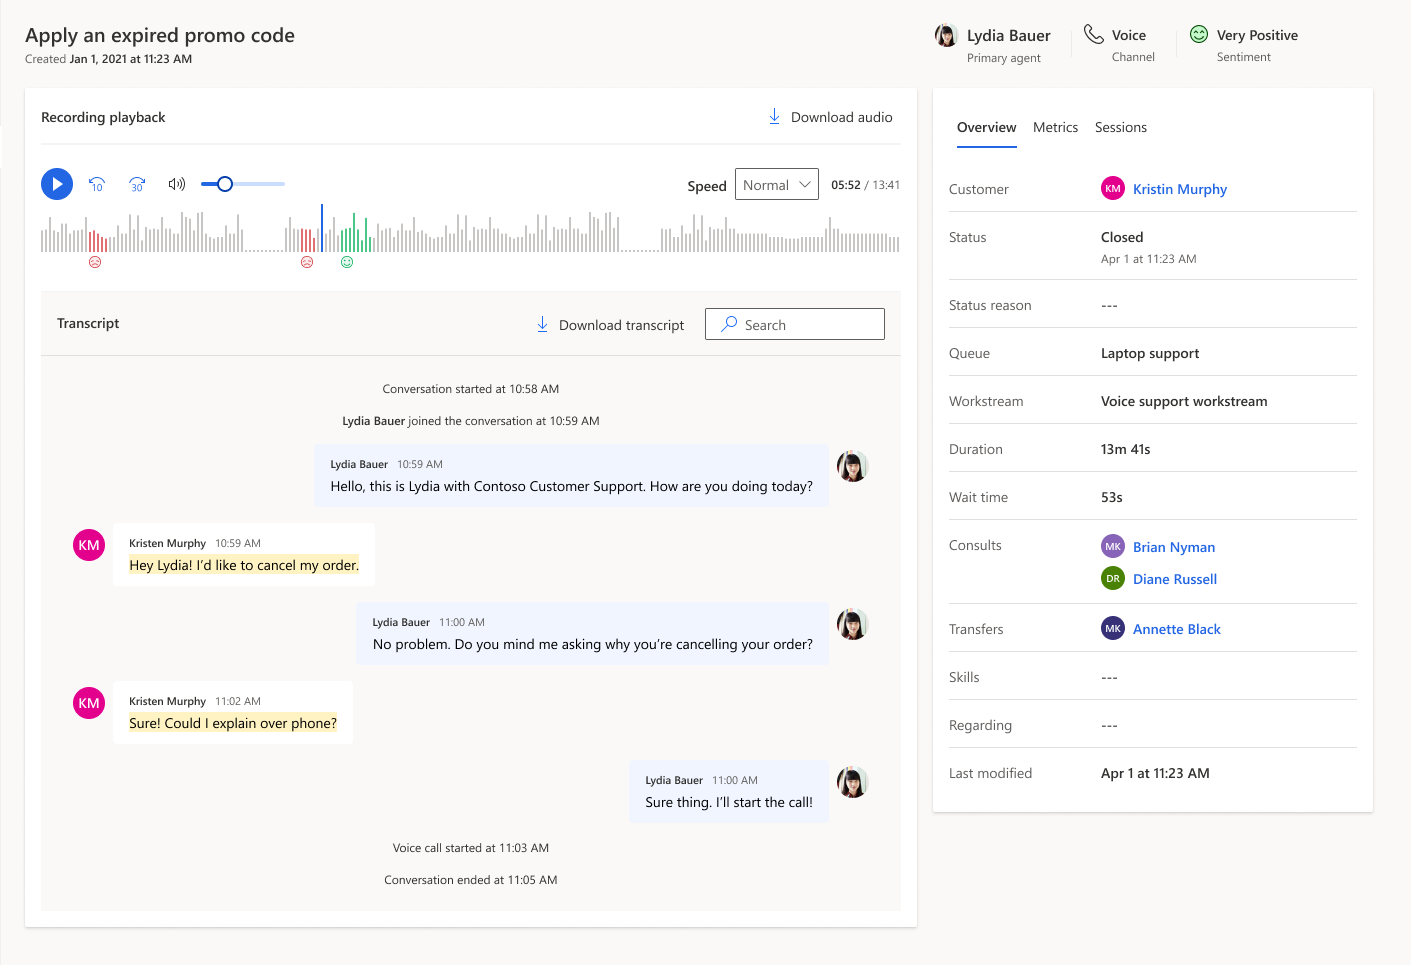 Apply an expired promo code
Created Jan 1, 2021 at 11:23 AM
Lydia Bauer
Primary agent
Voice
Channel
Very Positive
Sentiment
Recording playback
Download audio
10
30
Speed
Normal
05:52 / 13:41
Transcript
Download transcript
Search
Conversation started at 10:58 AM
Lydia Bauer joined the conversation at 10:59 AM
Lydia Bauer 10:59 AM
Hello, this is Lydia with Contoso Customer Support. How are you doing today?
KM
Kristen Murphy 10:59 AM
Hey Lydia! I’d like to cancel my order.
Lydia Bauer 11:00 AM
No problem. Do you mind me asking why you’re cancelling your order?
KM
Kristen Murphy 11:02 AM
Sure! Could I explain over phone?
Lydia Bauer 11:00 AM
Sure thing. I’ll start the call!
Voice call started at 11:03 AM
Conversation ended at 11:05 AM
Overview Metrics Sessions
Customer KM Kristin Murphy
Status Closed
Apr 1 at 11:23 AM
Status reason ---
Queue Laptop support
Workstream Voice support workstream
Duration 13m 41s
Wait time 53s
Consults MK Brian Nyman
DR Diane Russell
Transfers MK Annette Black
Skills ---
Regarding ---
Last modified Apr 1 at 11:23 AM